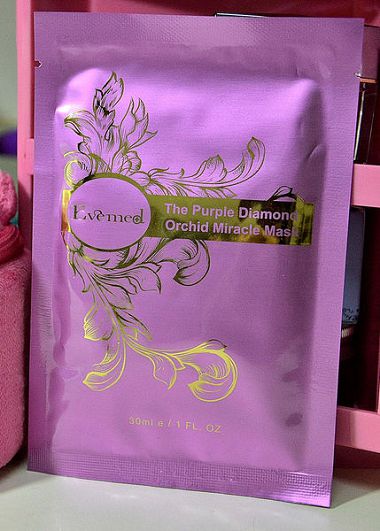 Evemed
The Purple Diamond
Orchid Miracle Mask
30ml e / 1 FL. OZ